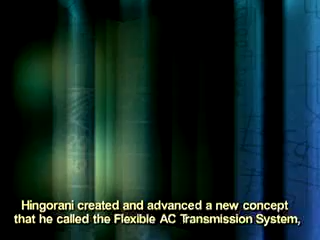 Hingorani created and advanced a new concept
that he called the Flexible AC Transmission System,